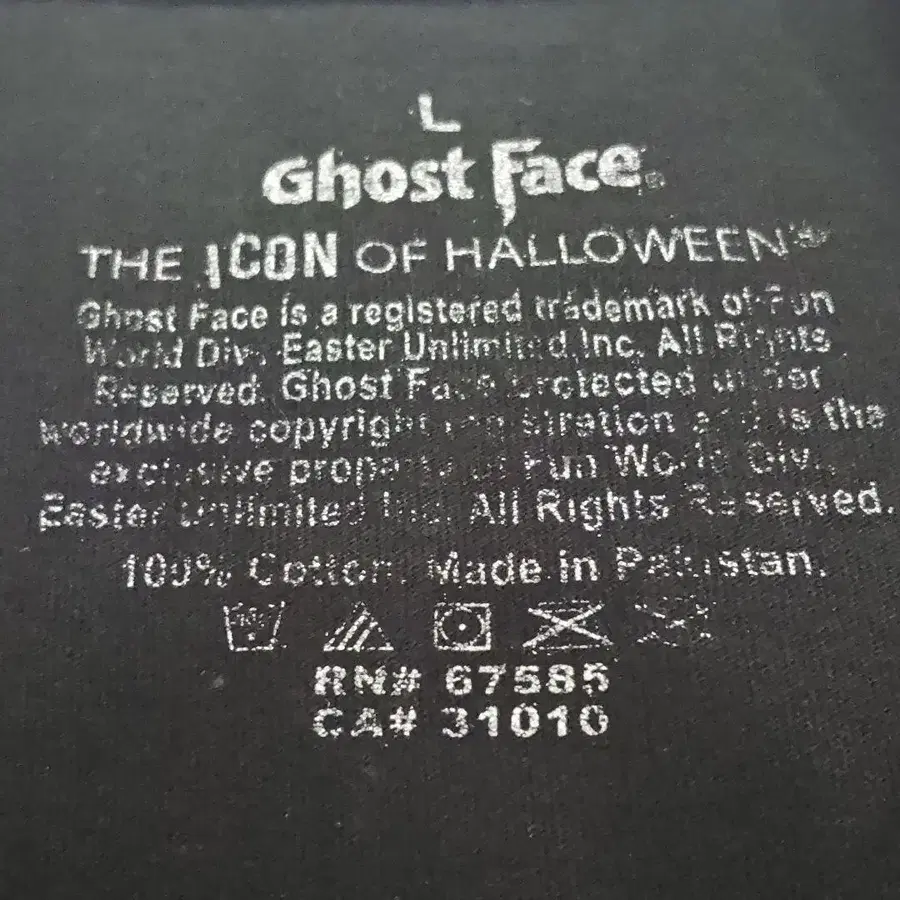 L
Ghost Face®
THE ICON OF HALLOWEEN®
Ghost Face is a registered trademark of Fun
World Div. Easter Unlimited Inc. All Rights
Reserved. Ghost Face protected under
worldwide copyright registration and is the
exclusive property of Fun World Div.
Easter Unlimited Inc. All Rights Reserved.
100% Cotton. Made in Pakistan.
RN# 67585
CA# 31010